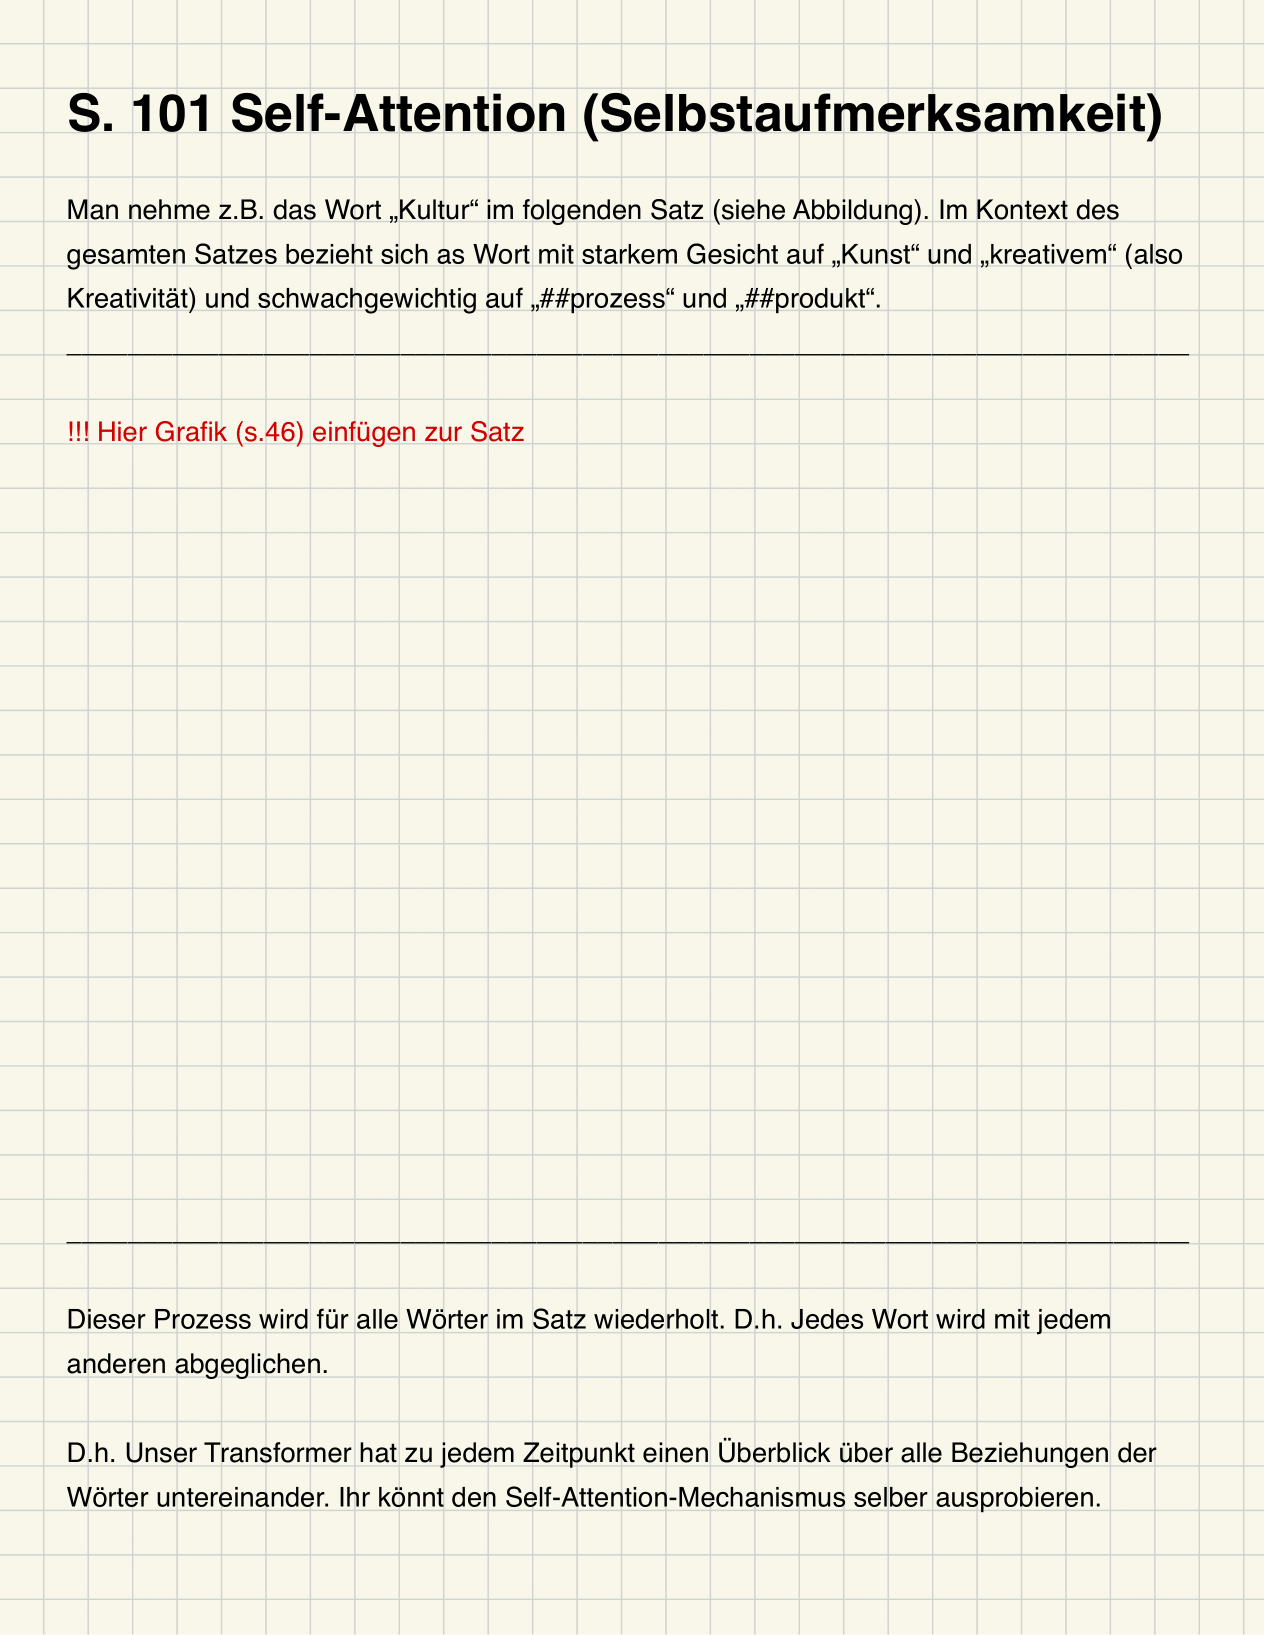 S. 101 Self-Attention (Selbstaufmerksamkeit)
Man nehme z.B. das Wort „Kultur“ im folgenden Satz (siehe Abbildung). Im Kontext des
gesamten Satzes bezieht sich as Wort mit starkem Gesicht auf „Kunst“ und „kreativem“ (also
Kreativität) und schwachgewichtig auf „##prozess“ und „##produkt“.
!!! Hier Grafik (s.46) einfügen zur Satz
Dieser Prozess wird für alle Wörter im Satz wiederholt. D.h. Jedes Wort wird mit jedem
anderen abgeglichen.
D.h. Unser Transformer hat zu jedem Zeitpunkt einen Überblick über alle Beziehungen der
Wörter untereinander. Ihr könnt den Self-Attention-Mechanismus selber ausprobieren.